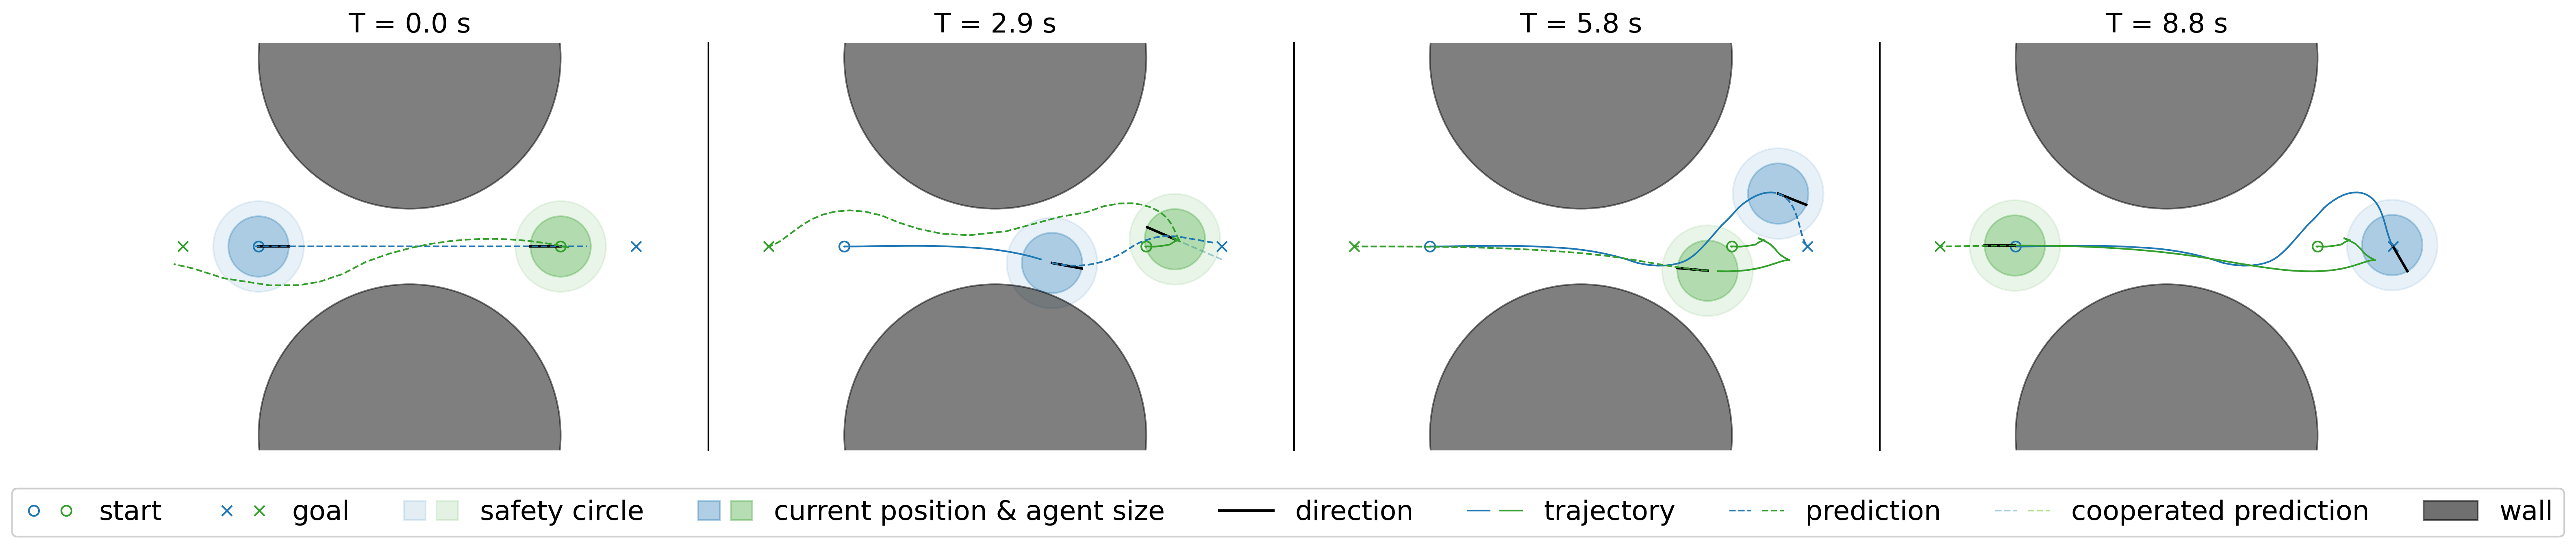 T = 0.0 s
T = 2.9 s
T = 5.8 s
T = 8.8 s
start goal safety circle current position & agent size direction trajectory prediction cooperated prediction wall